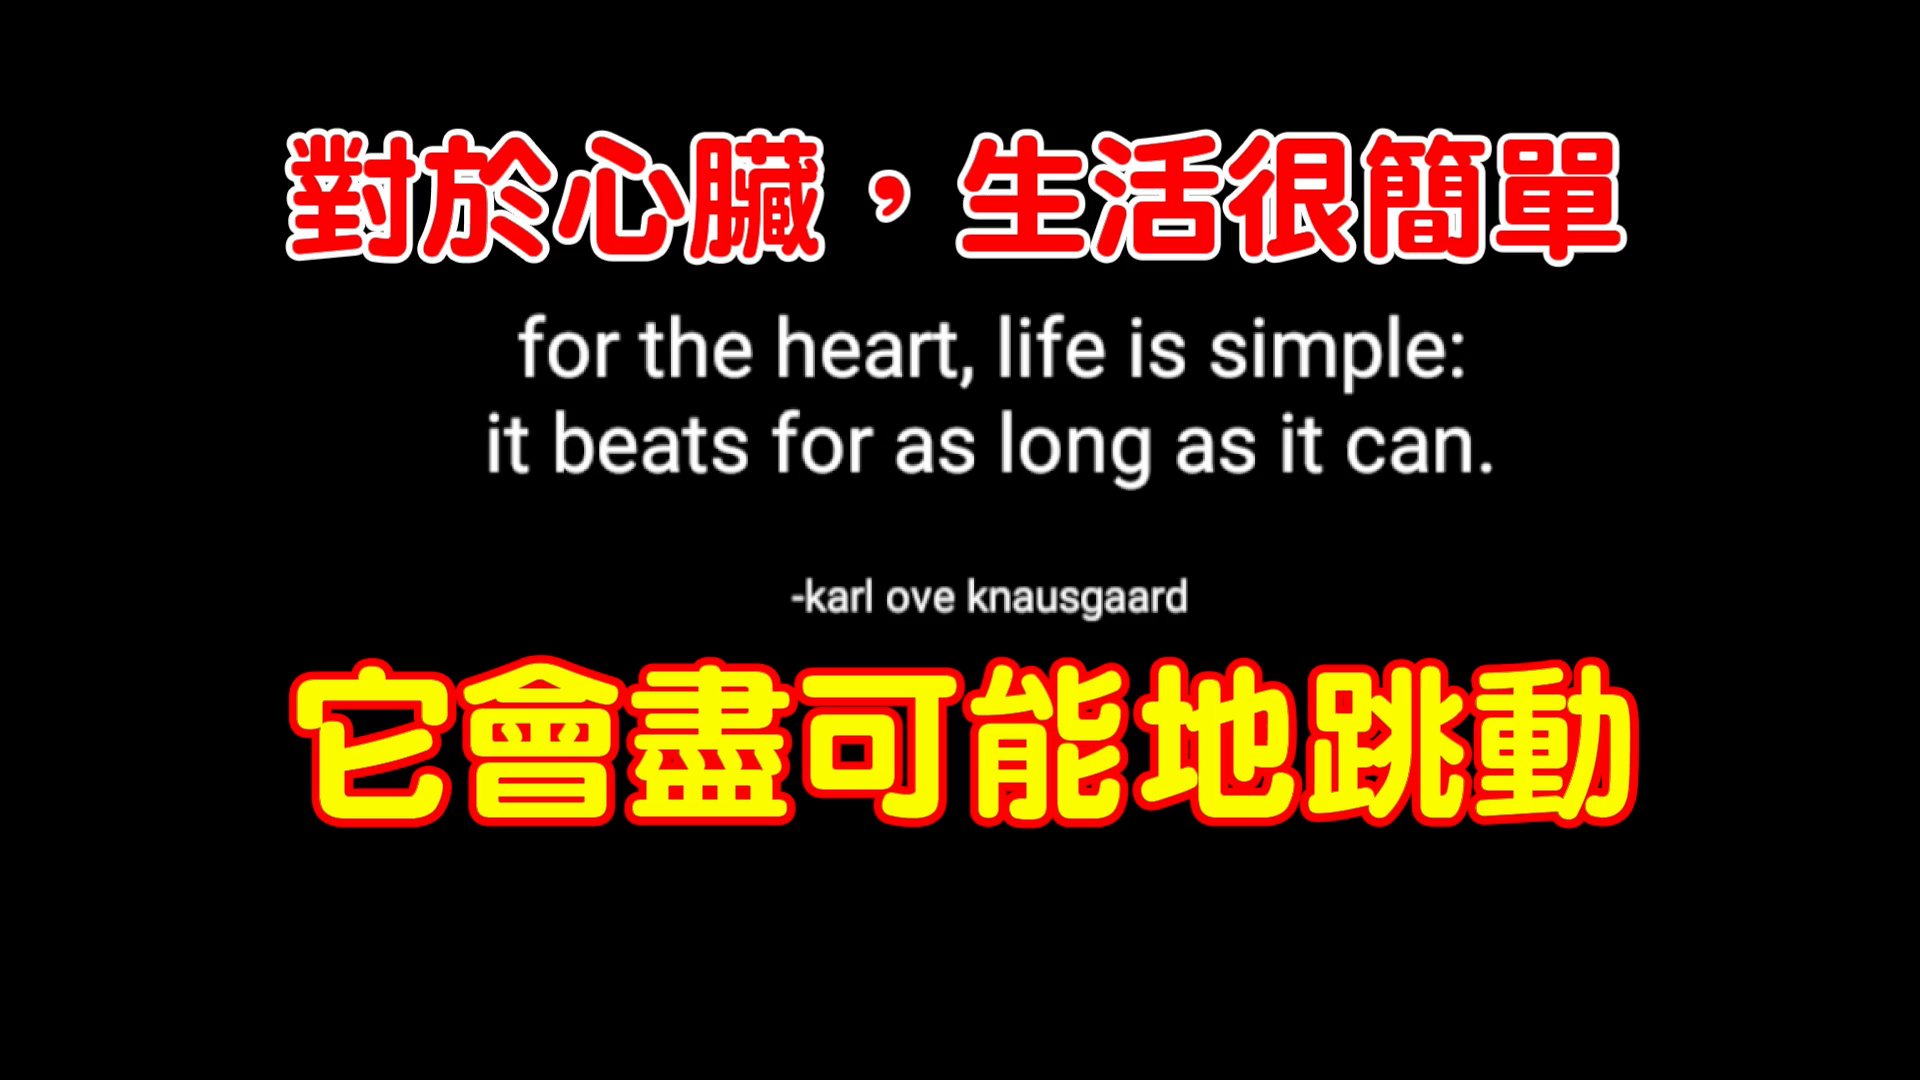 對於心臟，生活很簡單
for the heart, life is simple:
it beats for as long as it can.
-karl ove knausgaard
它會盡可能地跳動